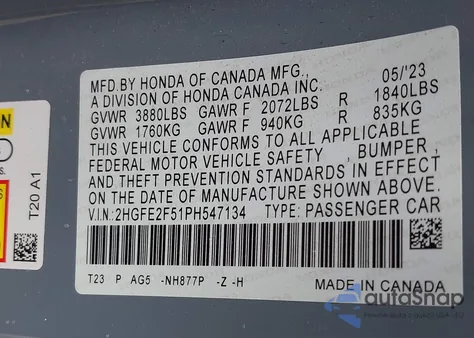 MFD.BY HONDA OF CANADA MFG., 05/'23
A DIVISION OF HONDA CANADA INC.
GVWR 3880LBS GAWR F 2072LBS R 1840LBS
GVWR 1760KG GAWR F 940KG R 835KG
THIS VEHICLE CONFORMS TO ALL APPLICABLE
FEDERAL MOTOR VEHICLE SAFETY , BUMPER ,
AND THEFT PREVENTION STANDARDS IN EFFECT
ON THE DATE OF MANUFACTURE SHOWN ABOVE.
V.I.N:2HGFE2F51PH547134 TYPE: PASSENGER CAR
T23 P AG5 -NH877P -Z -H
MADE IN CANADA
T20 A1
autoSnap